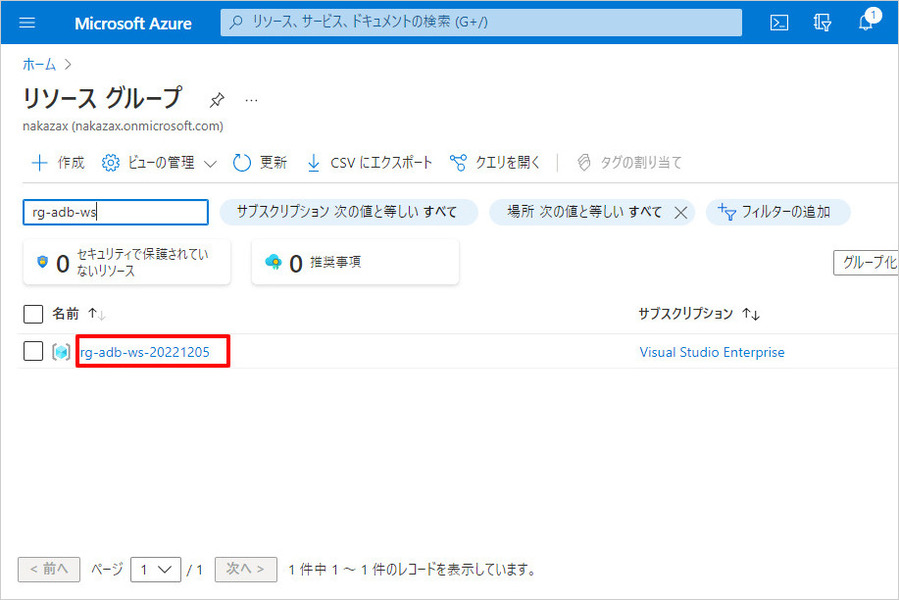 Microsoft Azure
リソース、サービス、ドキュメントの検索 (G+/)
1
ホーム >
リソース グループ
...
nakazax (nakazax.onmicrosoft.com)
作成 ビューの管理 更新 CSV にエクスポート クエリを開く タグの割り当て
rg-adb-ws サブスクリプション 次の値と等しい すべて 場所 次の値と等しい すべて フィルターの追加
0 セキュリティで保護されてい
ないリソース
0 推奨事項
グループ化
名前 ↑↓ サブスクリプション ↑↓
rg-adb-ws-20221205 Visual Studio Enterprise
< 前へ ページ 1 / 1 次へ > 1 件中 1 ～ 1 件のレコードを表示しています。